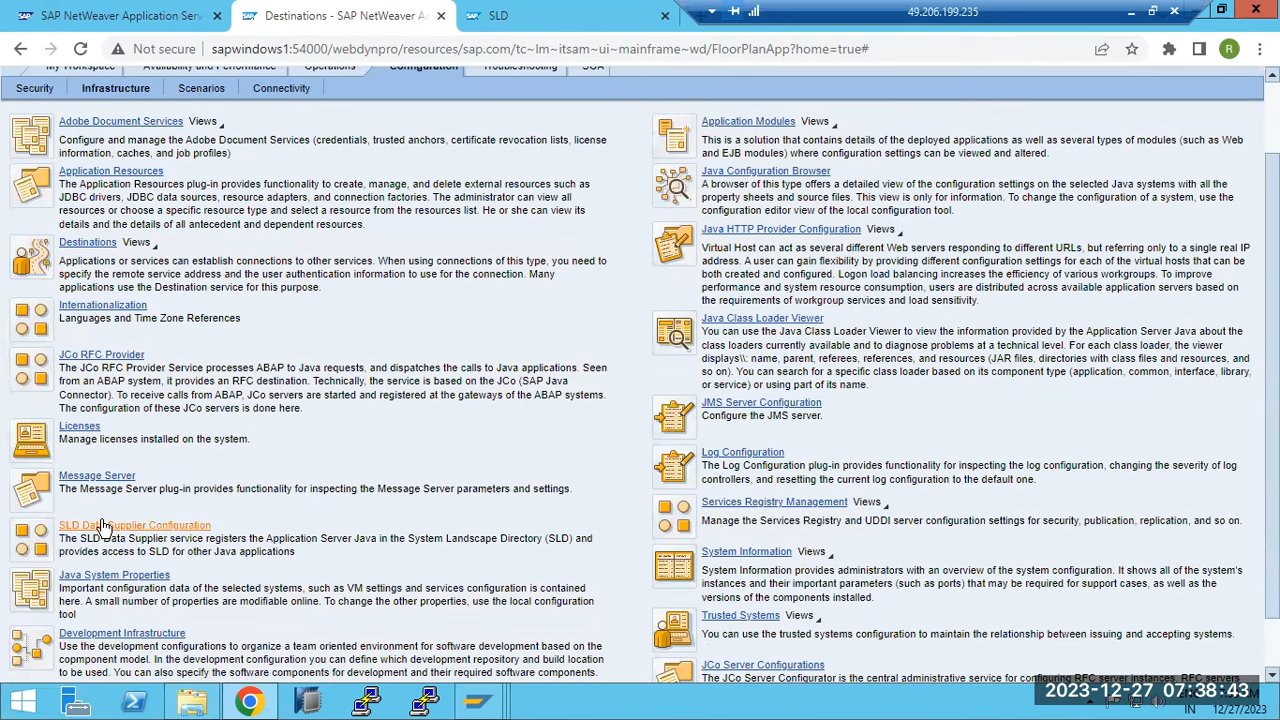 SAP NetWeaver Application Serv
Destinations - SAP NetWeaver A
SLD
49.206.199.235
Not secure
sapwindows1:54000/webdynpro/resources/sap.com/tc~lm~itsam~ui~mainframe~wd/FloorPlanApp?home=true#
R
My Workspace
Availability and Performance
Operations
Configuration
Troubleshooting
SOA
Security
Infrastructure
Scenarios
Connectivity
Adobe Document Services Views
Configure and manage the Adobe Document Services (credentials, trusted anchors, certificate revocation lists, license
information, caches, and job profiles)
Application Resources
The Application Resources plug-in provides functionality to create, manage, and delete external resources such as
JDBC drivers, JDBC data sources, resource adapters, and connection factories. The administrator can view all
resources or choose a specific resource type and select a resource from the resources list. He or she can view its
details and the details of all antecedent and dependent resources.
Destinations Views
Applications or services can establish connections to other services. When using connections of this type, you need to
specify the remote service address and the user authentication information to use for the connection. Many
applications use the Destination service for this purpose.
Internationalization
Languages and Time Zone References
JCo RFC Provider
The JCo RFC Provider Service processes ABAP to Java requests, and dispatches the calls to Java applications. Seen
from an ABAP system, it provides an RFC destination. Technically, the service is based on the JCo (SAP Java
Connector). To receive calls from ABAP, JCo servers are started and registered at the gateways of the ABAP systems.
The configuration of these JCo servers is done here.
Licenses
Manage licenses installed on the system.
Message Server
The Message Server plug-in provides functionality for inspecting the Message Server parameters and settings.
SLD Data Supplier Configuration
The SLD Data Supplier service registers the Application Server Java in the System Landscape Directory (SLD) and
provides access to SLD for other Java applications
Java System Properties
Important configuration data of the selected systems, such as VM settings and services configuration is contained
here. A small number of properties are modifiable online. To change the other properties, use the local configuration
tool
Development Infrastructure
Use the development configurations to organize a team oriented environment for software development based on the
copmponent model. In the development configuration you can define which development repository and build location
to be used. You can also specify the software components for development and their required software components.
Application Modules Views
This is a solution that contains details of the deployed applications as well as several types of modules (such as Web
and EJB modules) where configuration settings can be viewed and altered.
Java Configuration Browser
A browser of this type offers a detailed view of the configuration settings on the selected Java systems with all the
property sheets and source files. This view is only for information. To change the configuration of a system, use the
configuration editor view of the local configuration tool.
Java HTTP Provider Configuration Views
Virtual Host can act as several different Web servers responding to different URLs, but referring only to a single real IP
address. A user can gain flexibility by providing different configuration settings for each of the virtual hosts that can be
both created and configured. Logon load balancing increases the efficiency of various workgroups. To improve
performance and system resource consumption, users are distributed across available application servers based on
the requirements of workgroup services and load sensitivity.
Java Class Loader Viewer
You can use the Java Class Loader Viewer to view the information provided by the Application Server Java about the
class loaders currently available and to diagnose problems at a technical level. For each class loader, the viewer
displays\\: name, parent, referees, references, and resources (JAR files, directories with class files and resources, and
so on). You can search for a specific class loader based on its component type (application, common, interface, library,
or service) or using part of its name.
JMS Server Configuration
Configure the JMS server.
Log Configuration
The Log Configuration plug-in provides functionality for inspecting the log configuration, changing the severity of log
controllers, and resetting the current log configuration to the default one.
Services Registry Management Views
Manage the Services Registry and UDDI server configuration settings for security, publication, replication, and so on.
System Information Views
System Information provides administrators with an overview of the system configuration. It shows all of the system's
instances and their important parameters (such as ports) that may be required for support cases, as well as the
versions of the components installed.
Trusted Systems Views
You can use the trusted systems configuration to maintain the relationship between issuing and accepting systems.
JCo Server Configurations
The JCo Server Configuration is the central administrative service for configuring RFC server instances. RFC servers
2023-12-27 07:38:43
IN
12/27/2023